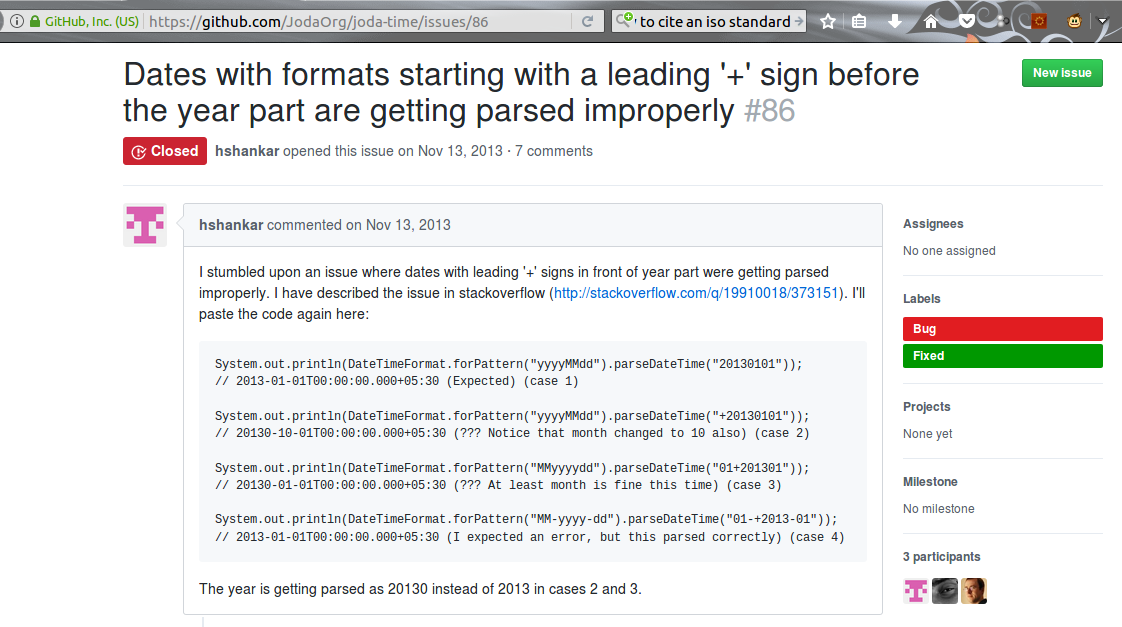 GitHub, Inc. (US) https://github.com/JodaOrg/joda-time/issues/86 to cite an iso standard
Dates with formats starting with a leading '+' sign before
the year part are getting parsed improperly #86
New issue
Closed hshankar opened this issue on Nov 13, 2013 · 7 comments
hshankar commented on Nov 13, 2013
I stumbled upon an issue where dates with leading '+' signs in front of year part were getting parsed
improperly. I have described the issue in stackoverflow (http://stackoverflow.com/q/19910018/373151). I'll
paste the code again here:
System.out.println(DateTimeFormat.forPattern("yyyyMMdd").parseDateTime("20130101"));
// 2013-01-01T00:00:00.000+05:30 (Expected) (case 1)
System.out.println(DateTimeFormat.forPattern("yyyyMMdd").parseDateTime("+20130101"));
// 20130-10-01T00:00:00.000+05:30 (??? Notice that month changed to 10 also) (case 2)
System.out.println(DateTimeFormat.forPattern("MMyyyydd").parseDateTime("01+201301"));
// 20130-01-01T00:00:00.000+05:30 (??? At least month is fine this time) (case 3)
System.out.println(DateTimeFormat.forPattern("MM-yyyy-dd").parseDateTime("01-+2013-01"));
// 2013-01-01T00:00:00.000+05:30 (I expected an error, but this parsed correctly) (case 4)
The year is getting parsed as 20130 instead of 2013 in cases 2 and 3.
Assignees
No one assigned
Labels
Bug
Fixed
Projects
None yet
Milestone
No milestone
3 participants